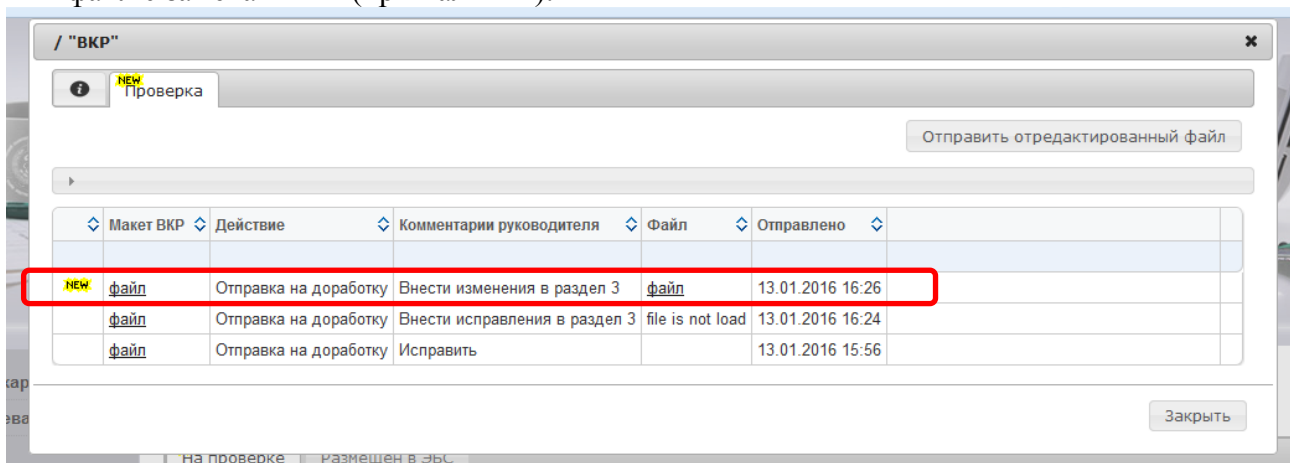 / "ВКР"
NEW
Проверка
Отправить отредактированный файл
Макет ВКР Действие Комментарии руководителя Файл Отправлено
NEW файл Отправка на доработку Внести изменения в раздел 3 файл 13.01.2016 16:26
файл Отправка на доработку Внести исправления в раздел 3 file is not load 13.01.2016 16:24
файл Отправка на доработку Исправить 13.01.2016 15:56
Закрыть
На проверке Размещен в ЭБС